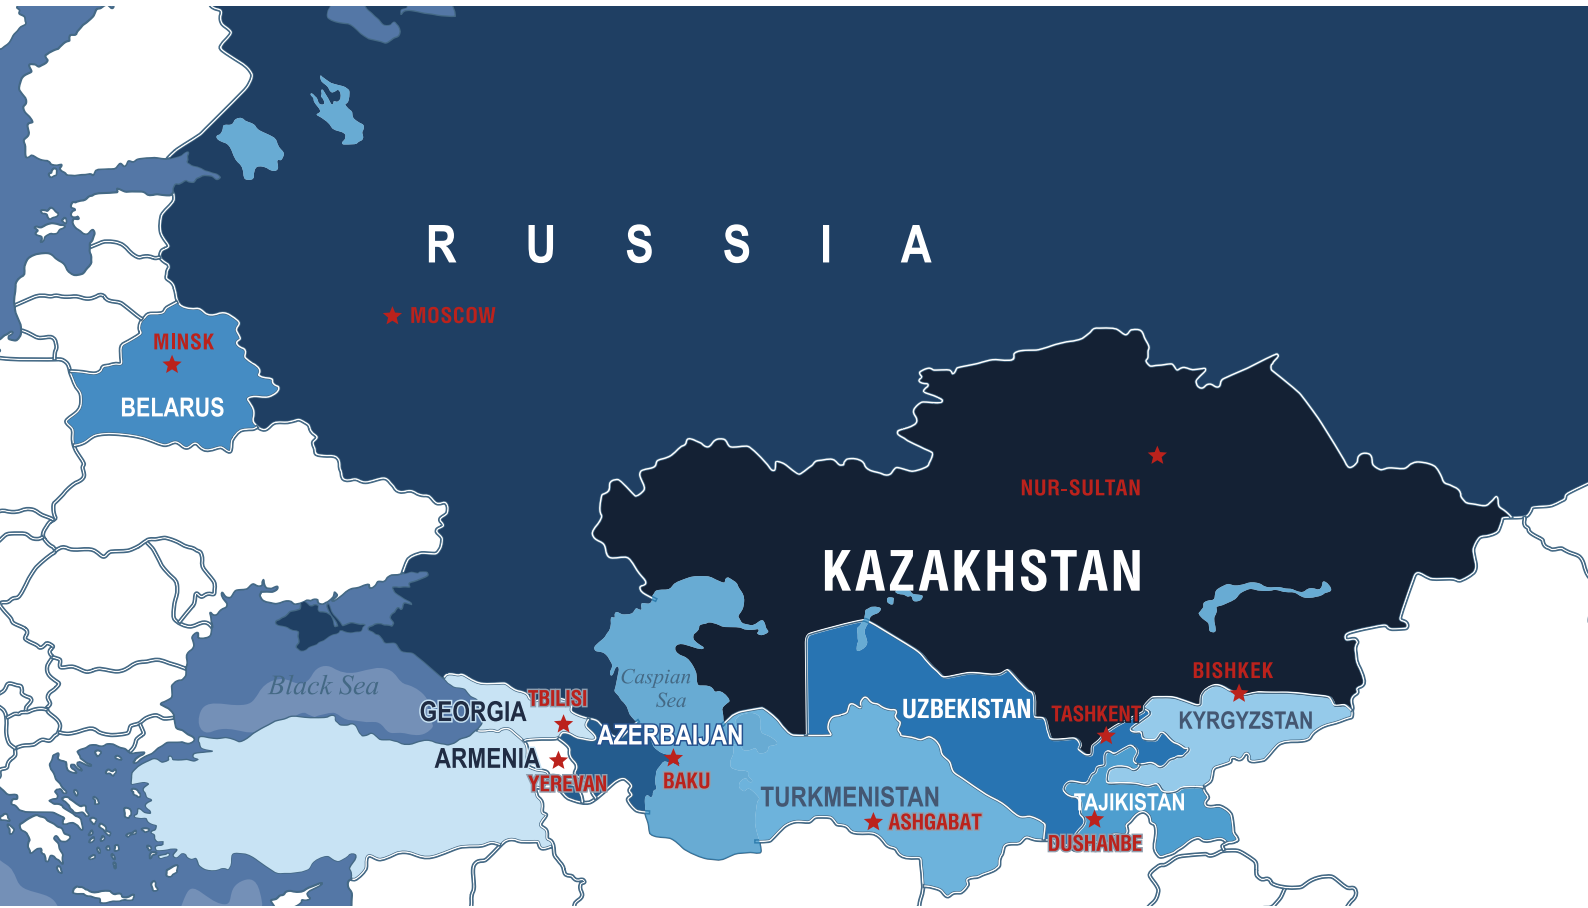 RUSSIA
MOSCOW
MINSK
BELARUS
NUR-SULTAN
KAZAKHSTAN
BISHKEK
Black Sea
Caspian
Sea
TBILISI
GEORGIA
UZBEKISTAN
TASHKENT
KYRGYZSTAN
AZERBAIJAN
ARMENIA
YEREVAN
BAKU
TURKMENISTAN
TAJIKISTAN
ASHGABAT
DUSHANBE